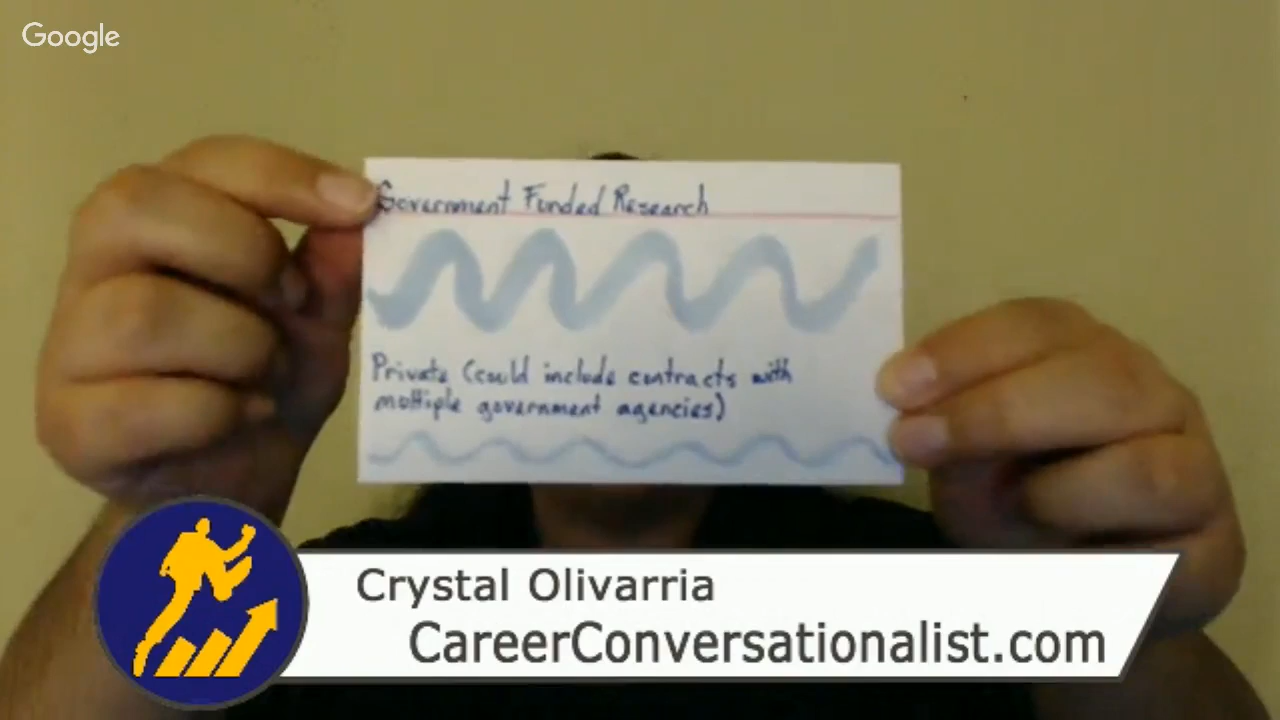 Google
Government Funded Research
Private (could include contracts with
multiple government agencies)
Crystal Olivarria
CareerConversationalist.com